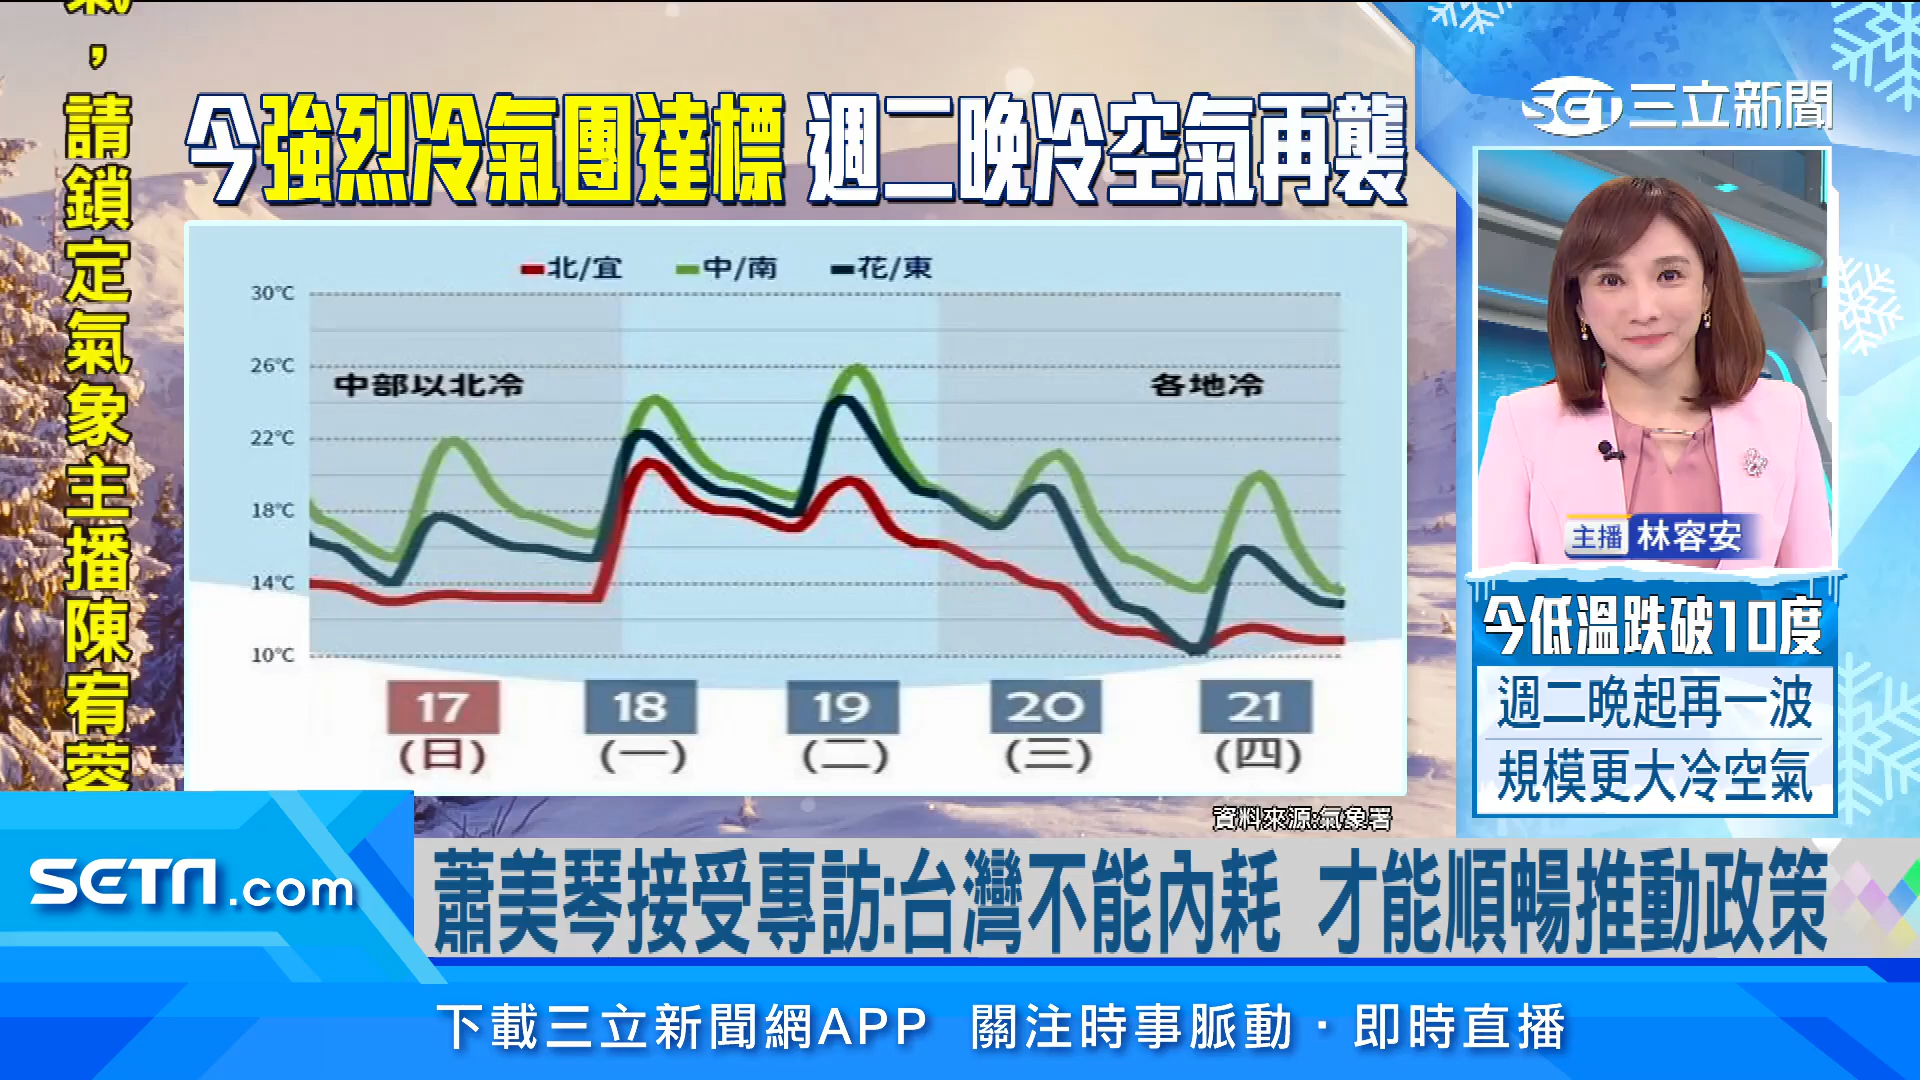 氣，請鎖定氣象主播陳宥蓉
今強烈冷氣團達標 週二晚冷空氣再襲
SET 三立新聞
北/宜 中/南 花/東
30℃
26℃
22℃
18℃
14℃
10℃
中部以北冷
各地冷
17 18 19 20 21
(日) (一) (二) (三) (四)
資料來源:氣象署
主播 林容安
今低溫跌破10度
週二晚起再一波
規模更大冷空氣
SETN.com
蕭美琴接受專訪:台灣不能內耗 才能順暢推動政策
下載三立新聞網APP 關注時事脈動·即時直播